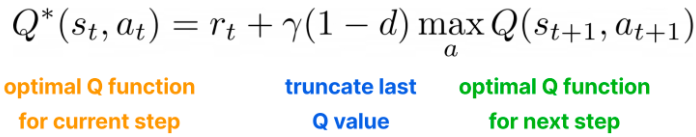 Q*(s_t, a_t) = r_t + γ(1 − d) max_a Q(s_{t+1}, a_{t+1})
optimal Q function truncate last optimal Q function
for current step Q value for next step